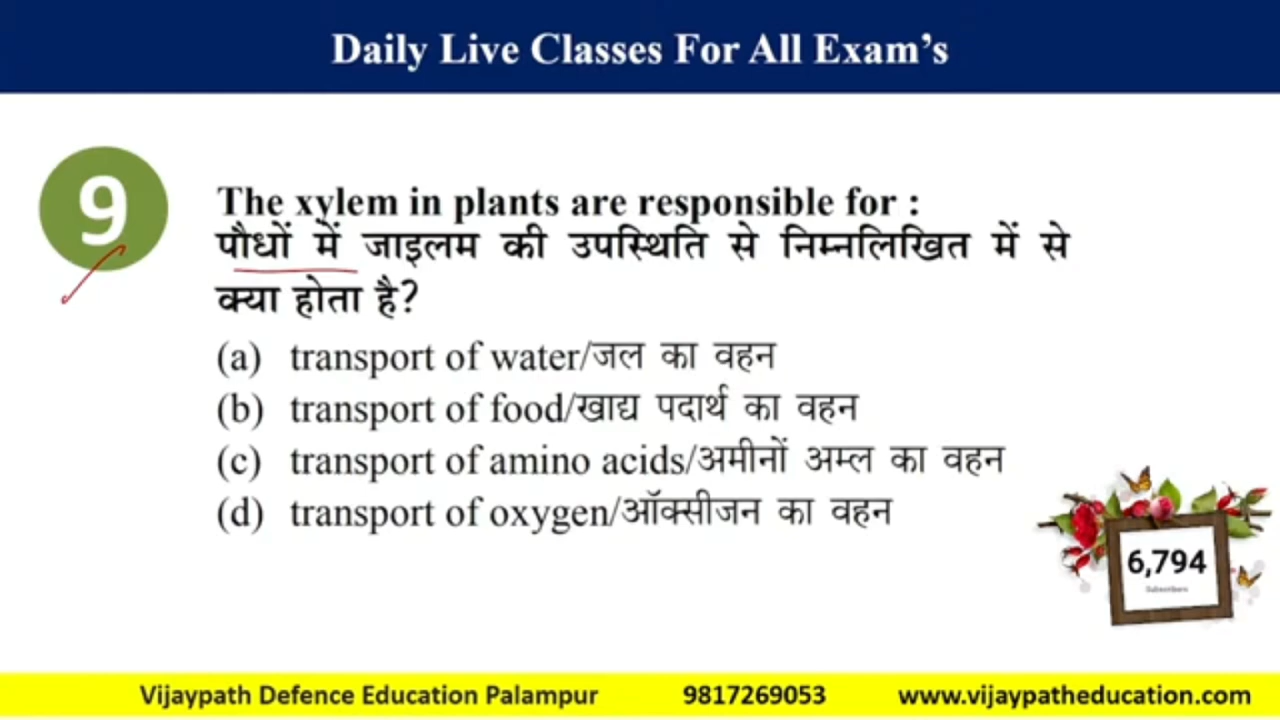 Daily Live Classes For All Exam’s
9
The xylem in plants are responsible for :
पौधों में जाइलम की उपस्थिति से निम्नलिखित में से
क्या होता है?
(a) transport of water/जल का वहन
(b) transport of food/खाद्य पदार्थ का वहन
(c) transport of amino acids/अमीनों अम्ल का वहन
(d) transport of oxygen/ऑक्सीजन का वहन
6,794
Subscribers
Vijaypath Defence Education Palampur 9817269053 www.vijaypatheducation.com